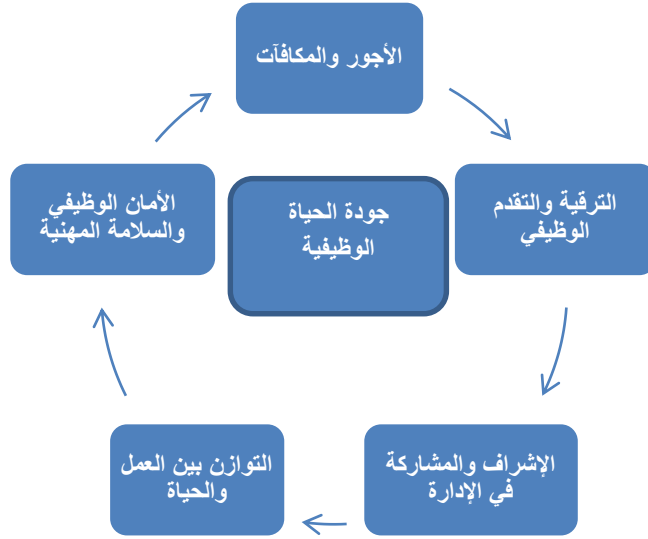 الأجور والمكافآت
الترقية والتقدم
الوظيفي
الإشراف والمشاركة
في الإدارة
التوازن بين العمل
والحياة
الأمان الوظيفي
والسلامة المهنية
جودة الحياة
الوظيفية